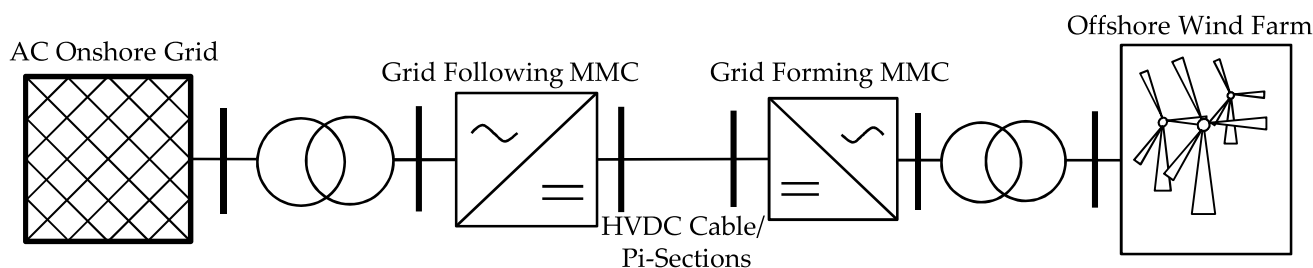 AC Onshore Grid
Grid Following MMC
Grid Forming MMC
Offshore Wind Farm
HVDC Cable/
Pi-Sections